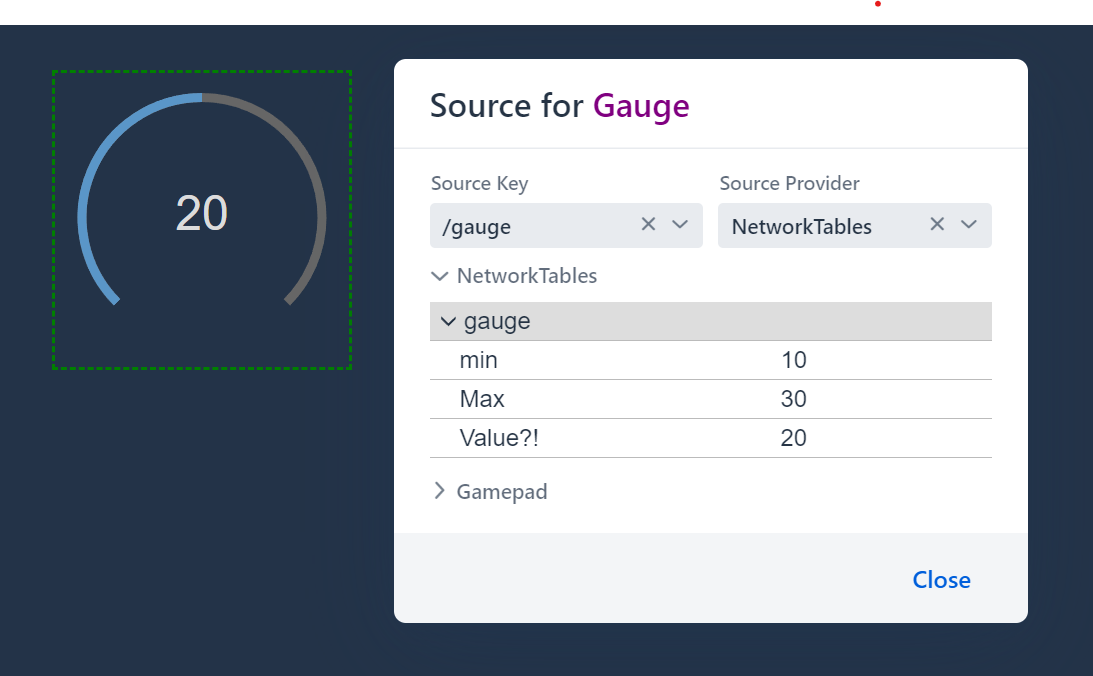 20
Source for Gauge
Source Key Source Provider
/gauge NetworkTables
NetworkTables
gauge
min 10
Max 30
Value?! 20
Gamepad
Close